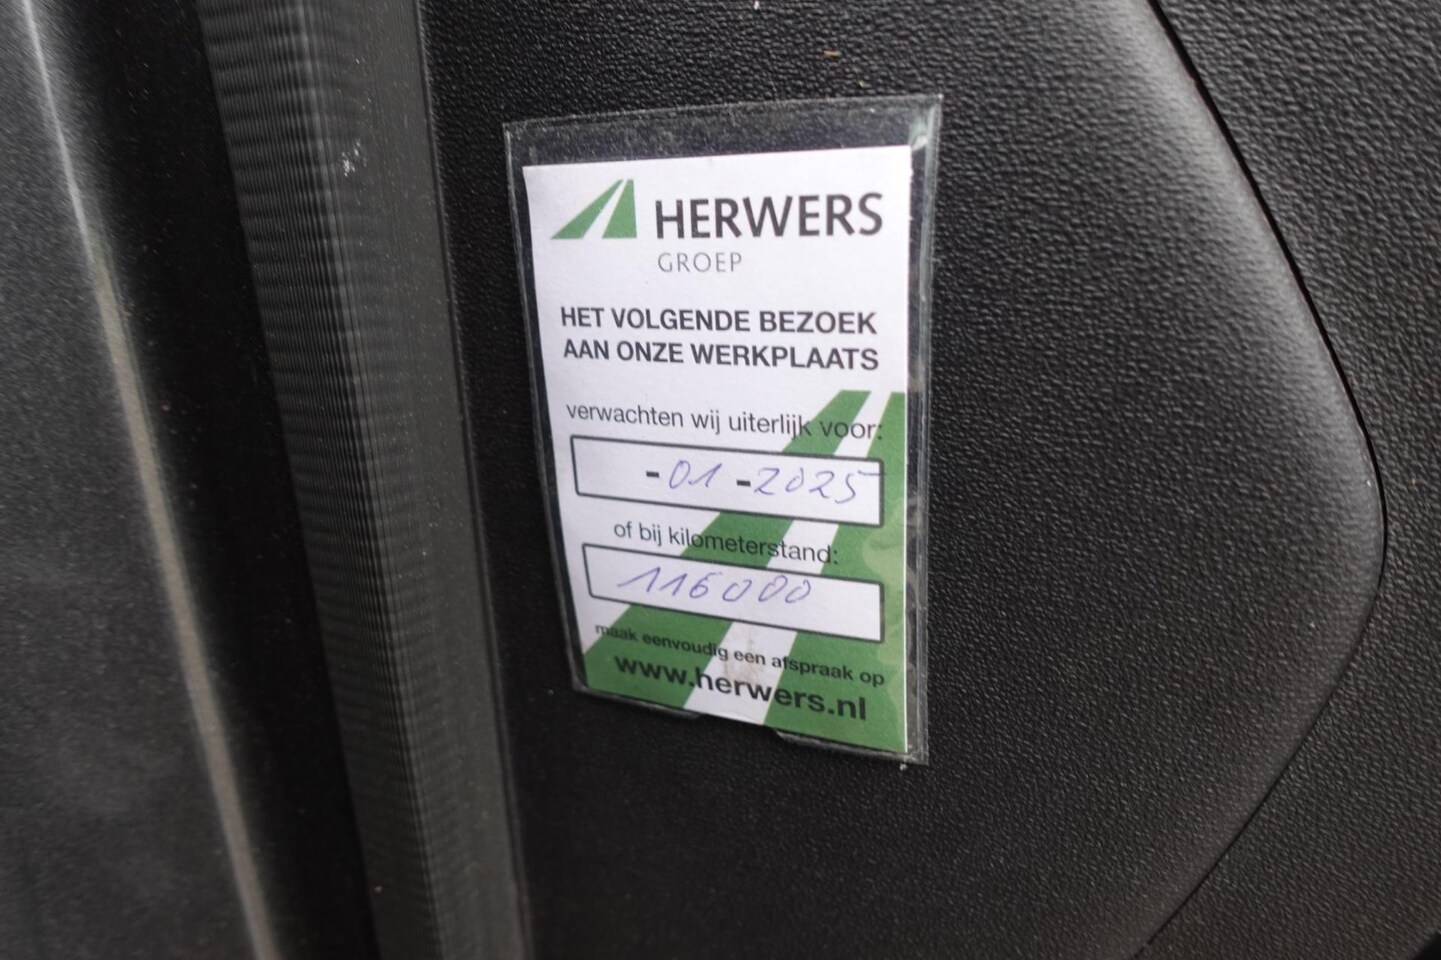 HERWERS
GROEP
HET VOLGENDE BEZOEK
AAN ONZE WERKPLAATS
verwachten wij uiterlijk voor:
-01-2025
of bij kilometerstand:
116000
maak eenvoudig een afspraak op
www.herwers.nl